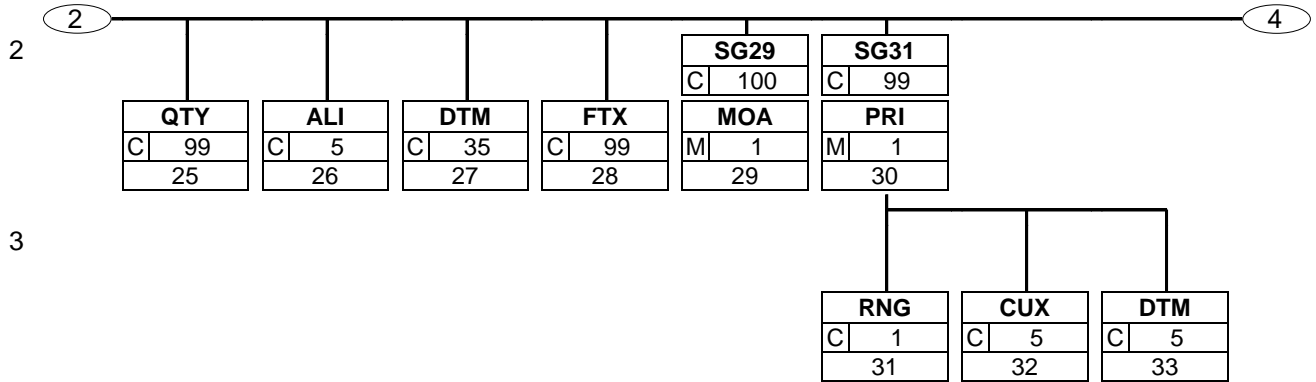 2 4
2
SG29 SG31
C 100 C 99
QTY ALI DTM FTX MOA PRI
C 99 C 5 C 35 C 99 M 1 M 1
25 26 27 28 29 30
3
RNG CUX DTM
C 1 C 5 C 5
31 32 33